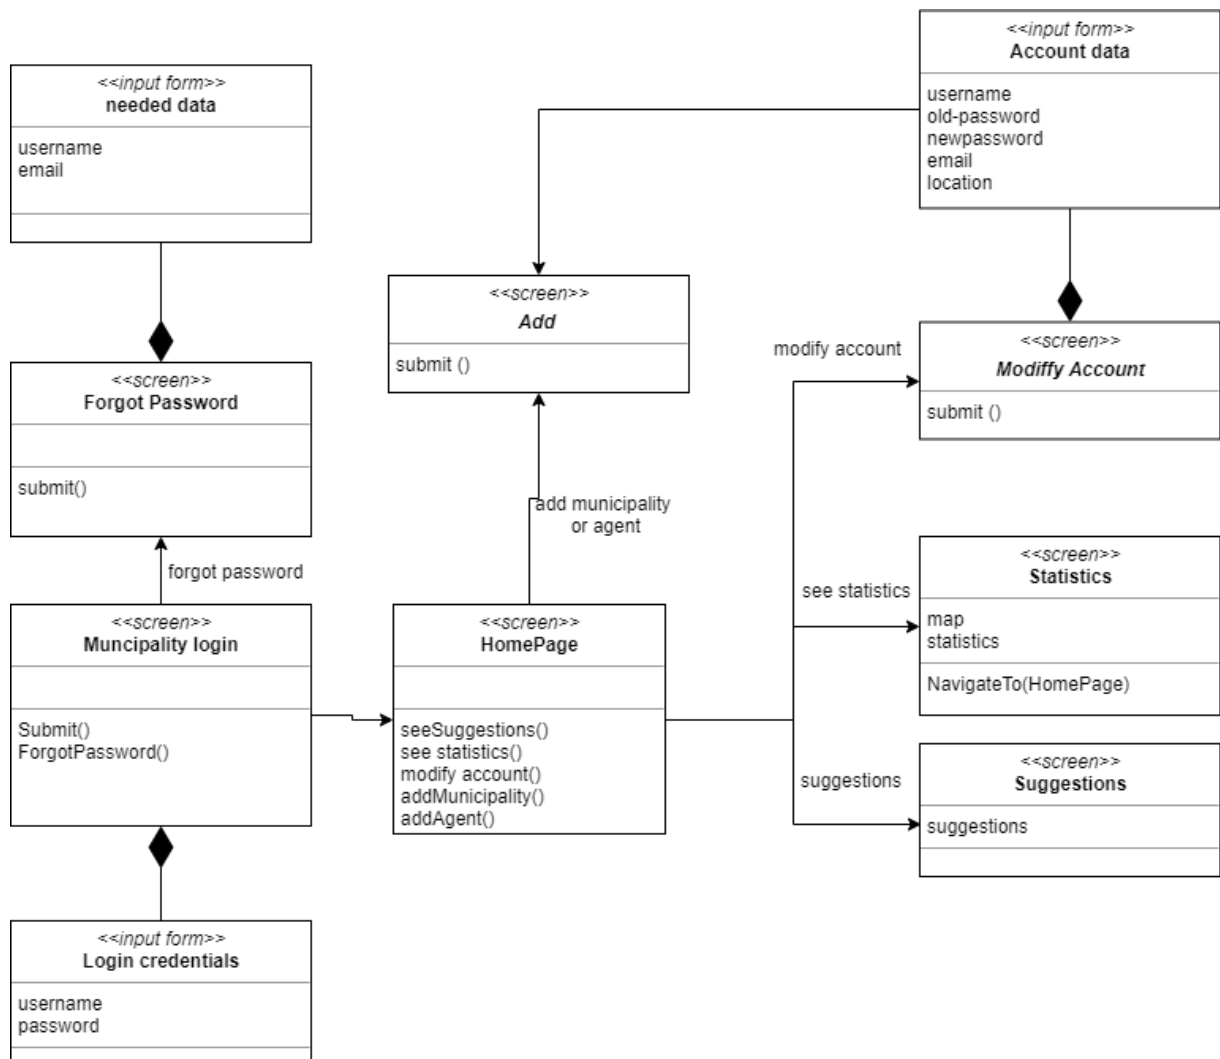 <<input form>>
needed data
username
email
<<input form>>
Account data
username
old-password
newpassword
email
location
<<screen>>
Add
submit ()
<<screen>>
Forgot Password
submit()
modify account
<<screen>>
Modiffy Account
submit ()
forgot password
add municipality
or agent
<<screen>>
Muncipality login
Submit()
ForgotPassword()
<<screen>>
HomePage
seeSuggestions()
see statistics()
modify account()
addMunicipality()
addAgent()
see statistics
<<screen>>
Statistics
map
statistics
NavigateTo(HomePage)
suggestions
<<screen>>
Suggestions
suggestions
<<input form>>
Login credentials
username
password